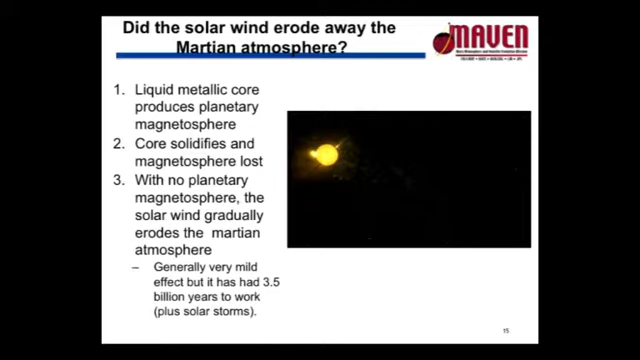 Did the solar wind erode away the
Martian atmosphere?
MAVEN
1. Liquid metallic core
produces planetary
magnetosphere
2. Core solidifies and
magnetosphere lost
3. With no planetary
magnetosphere, the
solar wind gradually
erodes the martian
atmosphere
– Generally very mild
effect but it has had 3.5
billion years to work
(plus solar storms).
15